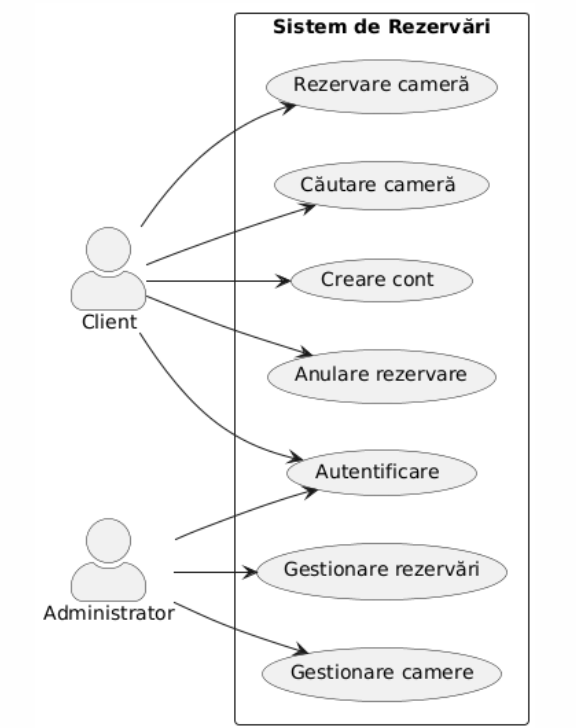 Sistem de Rezervări
Rezervare cameră
Căutare cameră
Creare cont
Client
Anulare rezervare
Autentificare
Gestionare rezervări
Administrator
Gestionare camere